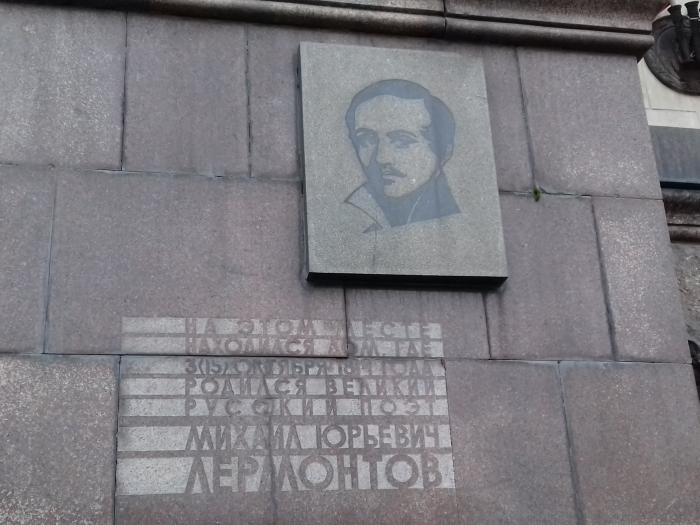 НА ЭТОМ МЕСТЕ
НАХОДИЛСЯ ДОМ, ГДЕ
3(15) ОКТЯБРЯ 1814 ГОДА
РОДИЛСЯ ВЕЛИКИЙ
РУССКИЙ ПОЭТ
МИХАИЛ ЮРЬЕВИЧ
ЛЕРМОНТОВ